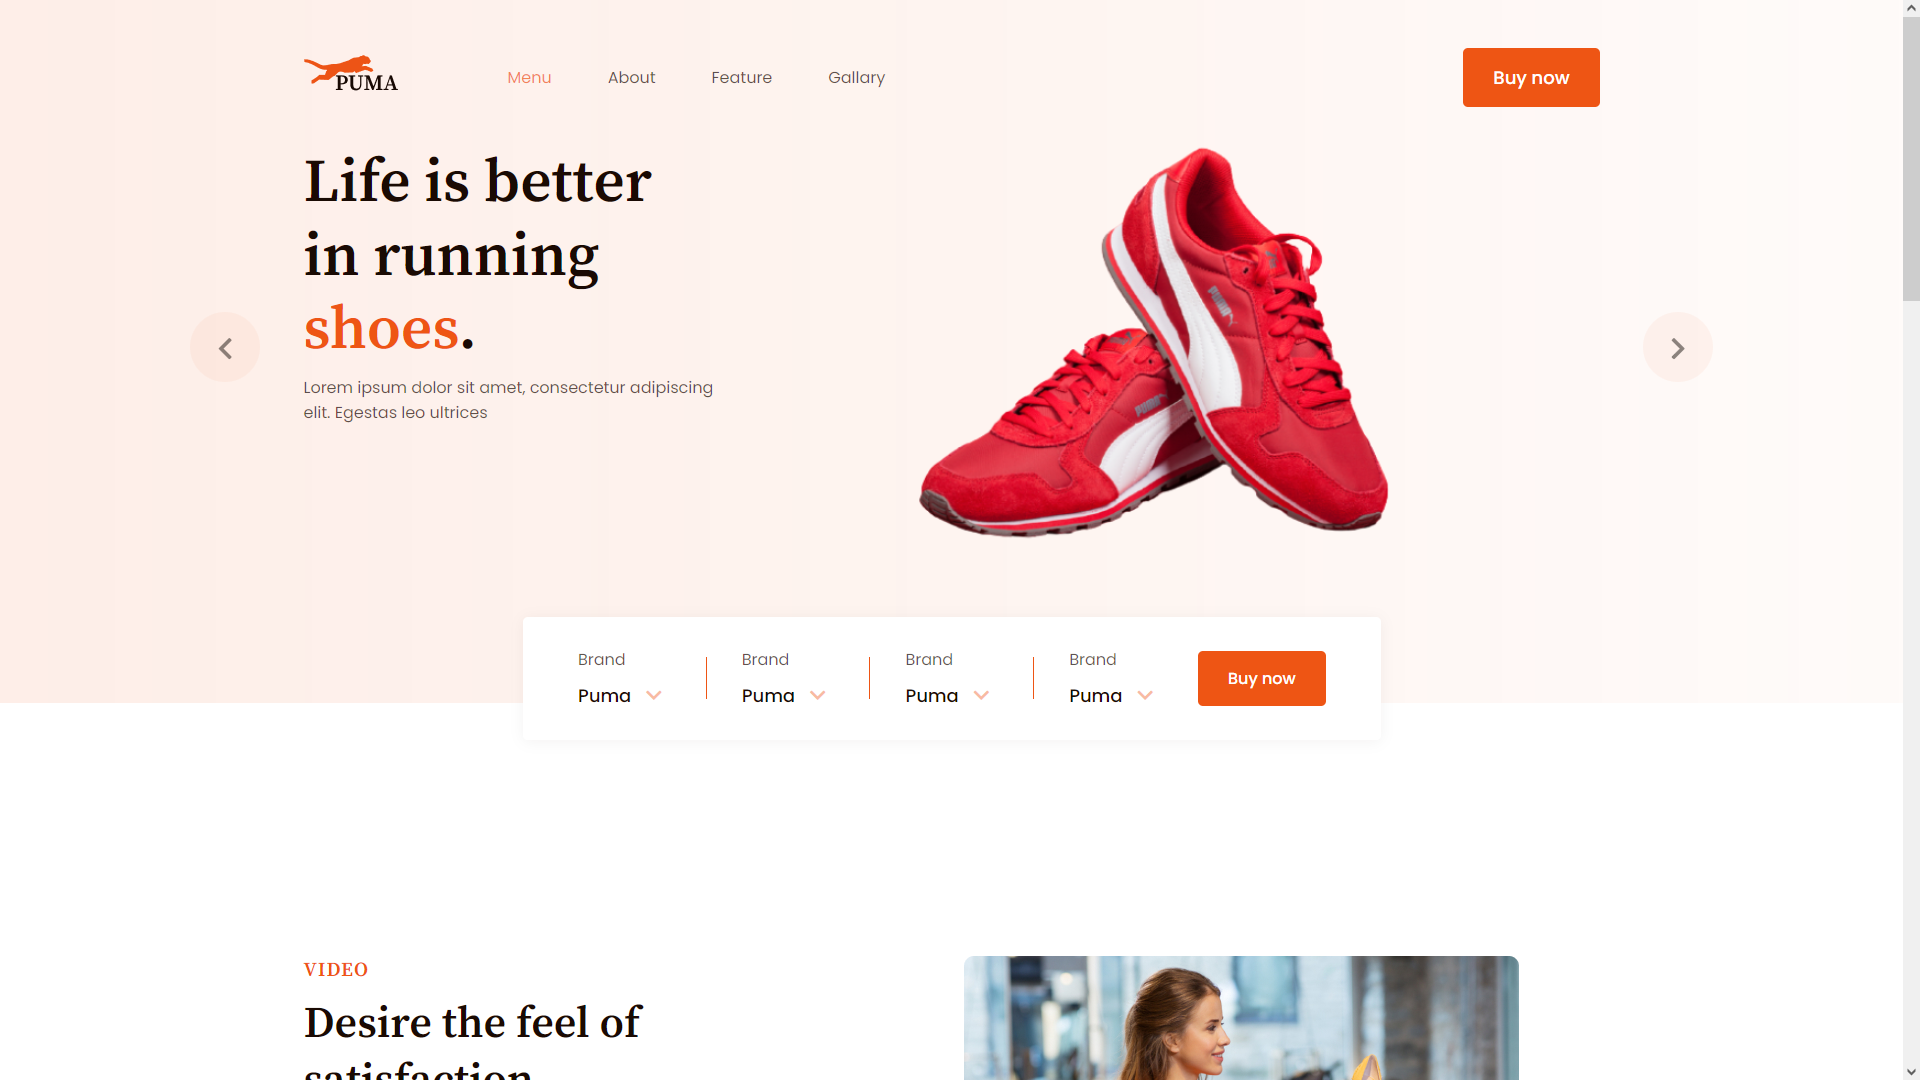 PUMA
Menu About Feature Gallary
Buy now
Life is better
in running
shoes.
Lorem ipsum dolor sit amet, consectetur adipiscing
elit. Egestas leo ultrices
PUMA
PUMA
Brand Brand Brand Brand
Puma Puma Puma Puma
Buy now
VIDEO
Desire the feel of
satisfaction